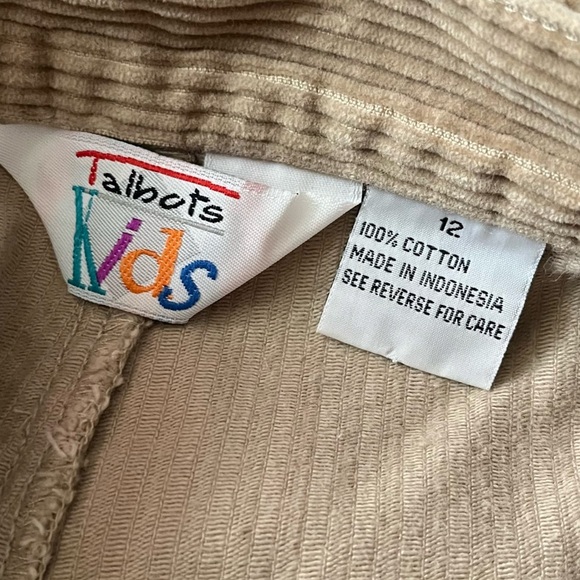 Talbots
Kids
12
100% COTTON
MADE IN INDONESIA
SEE REVERSE FOR CARE